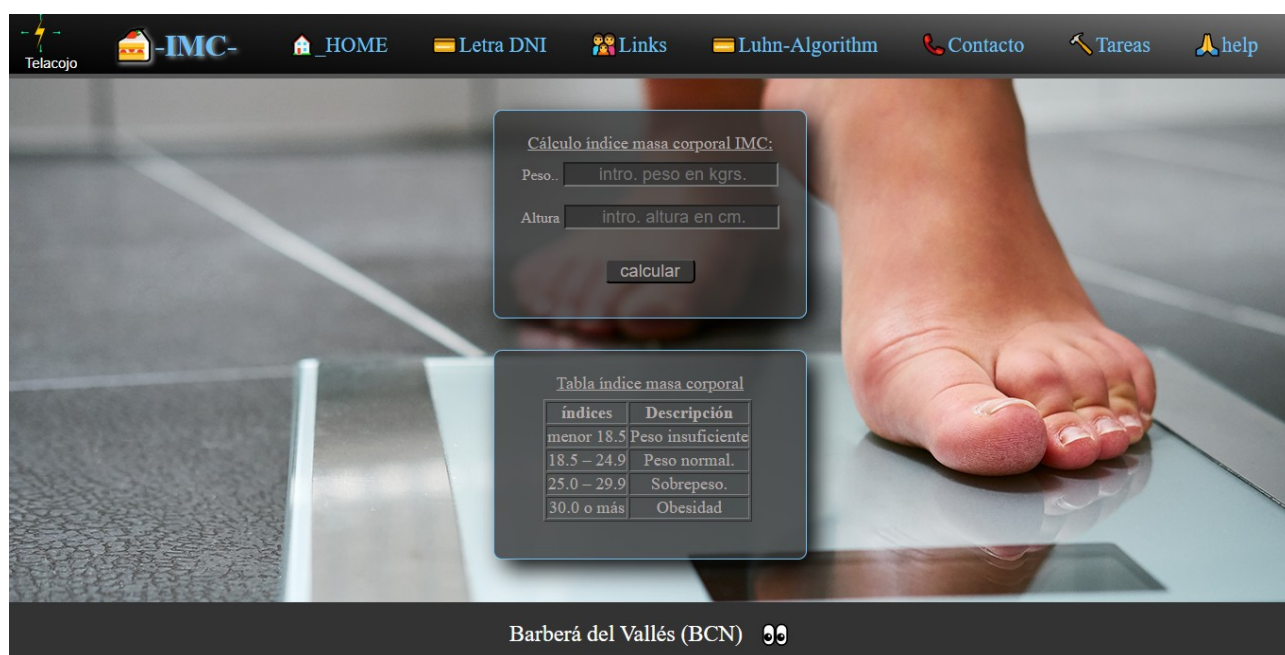 Telacojo
-IMC-
_HOME
Letra DNI
Links
Luhn-Algorithm
Contacto
Tareas
help
Cálculo índice masa corporal IMC:
Peso.. intro. peso en kgrs.
Altura intro. altura en cm.
calcular
Tabla índice masa corporal
índices Descripción
menor 18.5 Peso insuficiente
18.5 – 24.9 Peso normal.
25.0 – 29.9 Sobrepeso.
30.0 o más Obesidad
Barberá del Vallés (BCN)